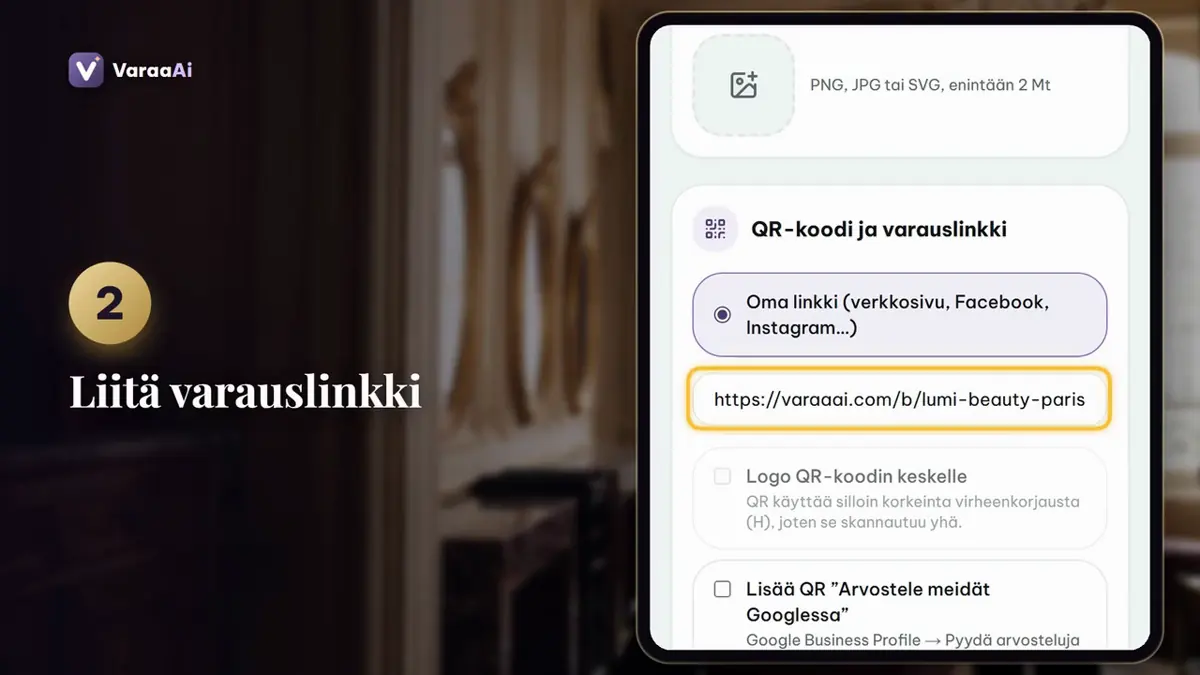 VaraaAi
2
Liitä varauslinkki
PNG, JPG tai SVG, enintään 2 Mt
QR-koodi ja varauslinkki
Oma linkki (verkkosivu, Facebook,
Instagram...)
https://varaaai.com/b/lumi-beauty-paris
Logo QR-koodin keskelle
QR käyttää silloin korkeinta virheenkorjausta
(H), joten se skannautuu yhä.
Lisää QR ”Arvostele meidät
Googlessa”
Google Business Profile → Pyydä arvosteluja